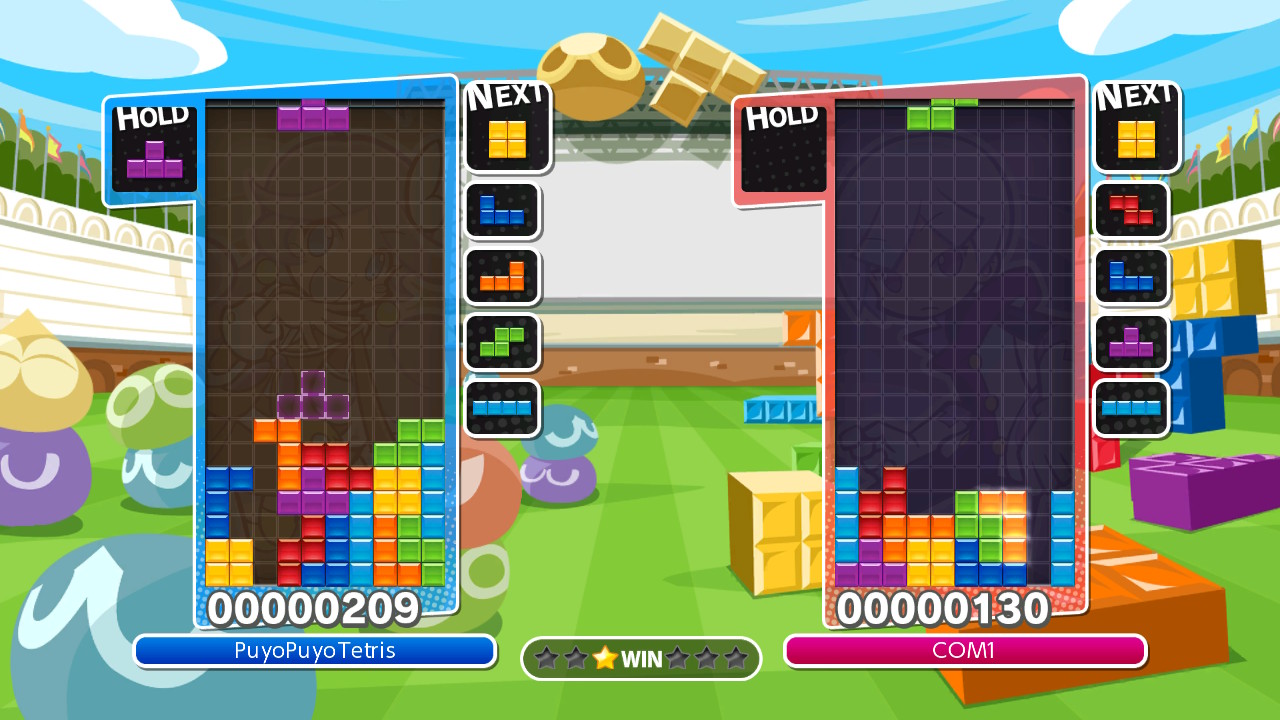 HOLD
NEXT
HOLD
NEXT
00000209
00000130
PuyoPuyoTetris
WIN
COM1